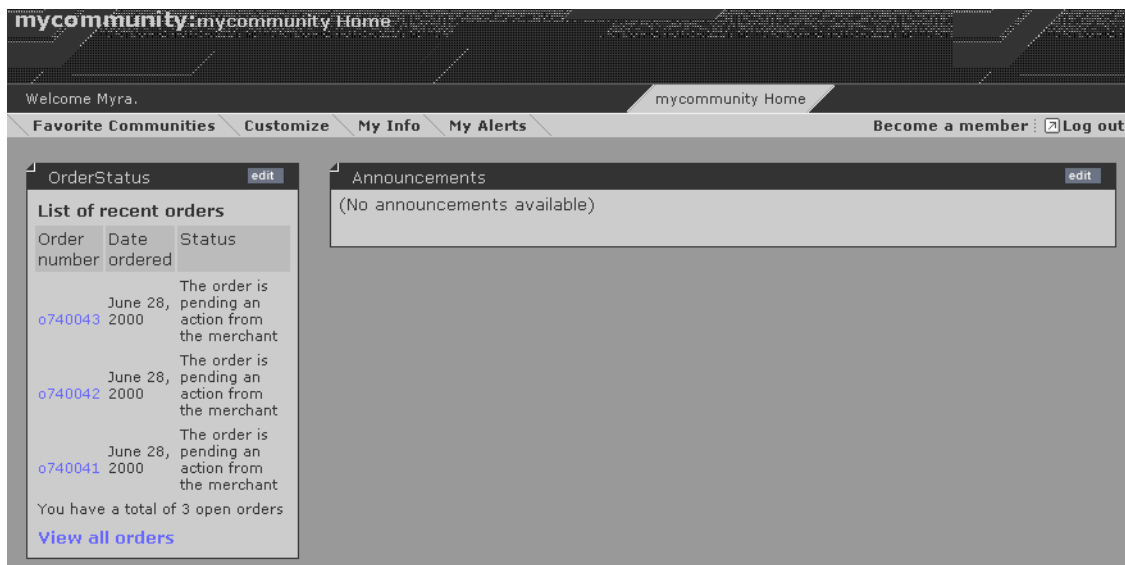 mycommunity:mycommunity Home
Welcome Myra.
mycommunity Home
Favorite Communities Customize My Info My Alerts
Become a member Log out
OrderStatus edit
List of recent orders
Order number Date ordered Status
o740043 June 28, 2000 The order is pending an action from the merchant
o740042 June 28, 2000 The order is pending an action from the merchant
o740041 June 28, 2000 The order is pending an action from the merchant
You have a total of 3 open orders
View all orders
Announcements edit
(No announcements available)